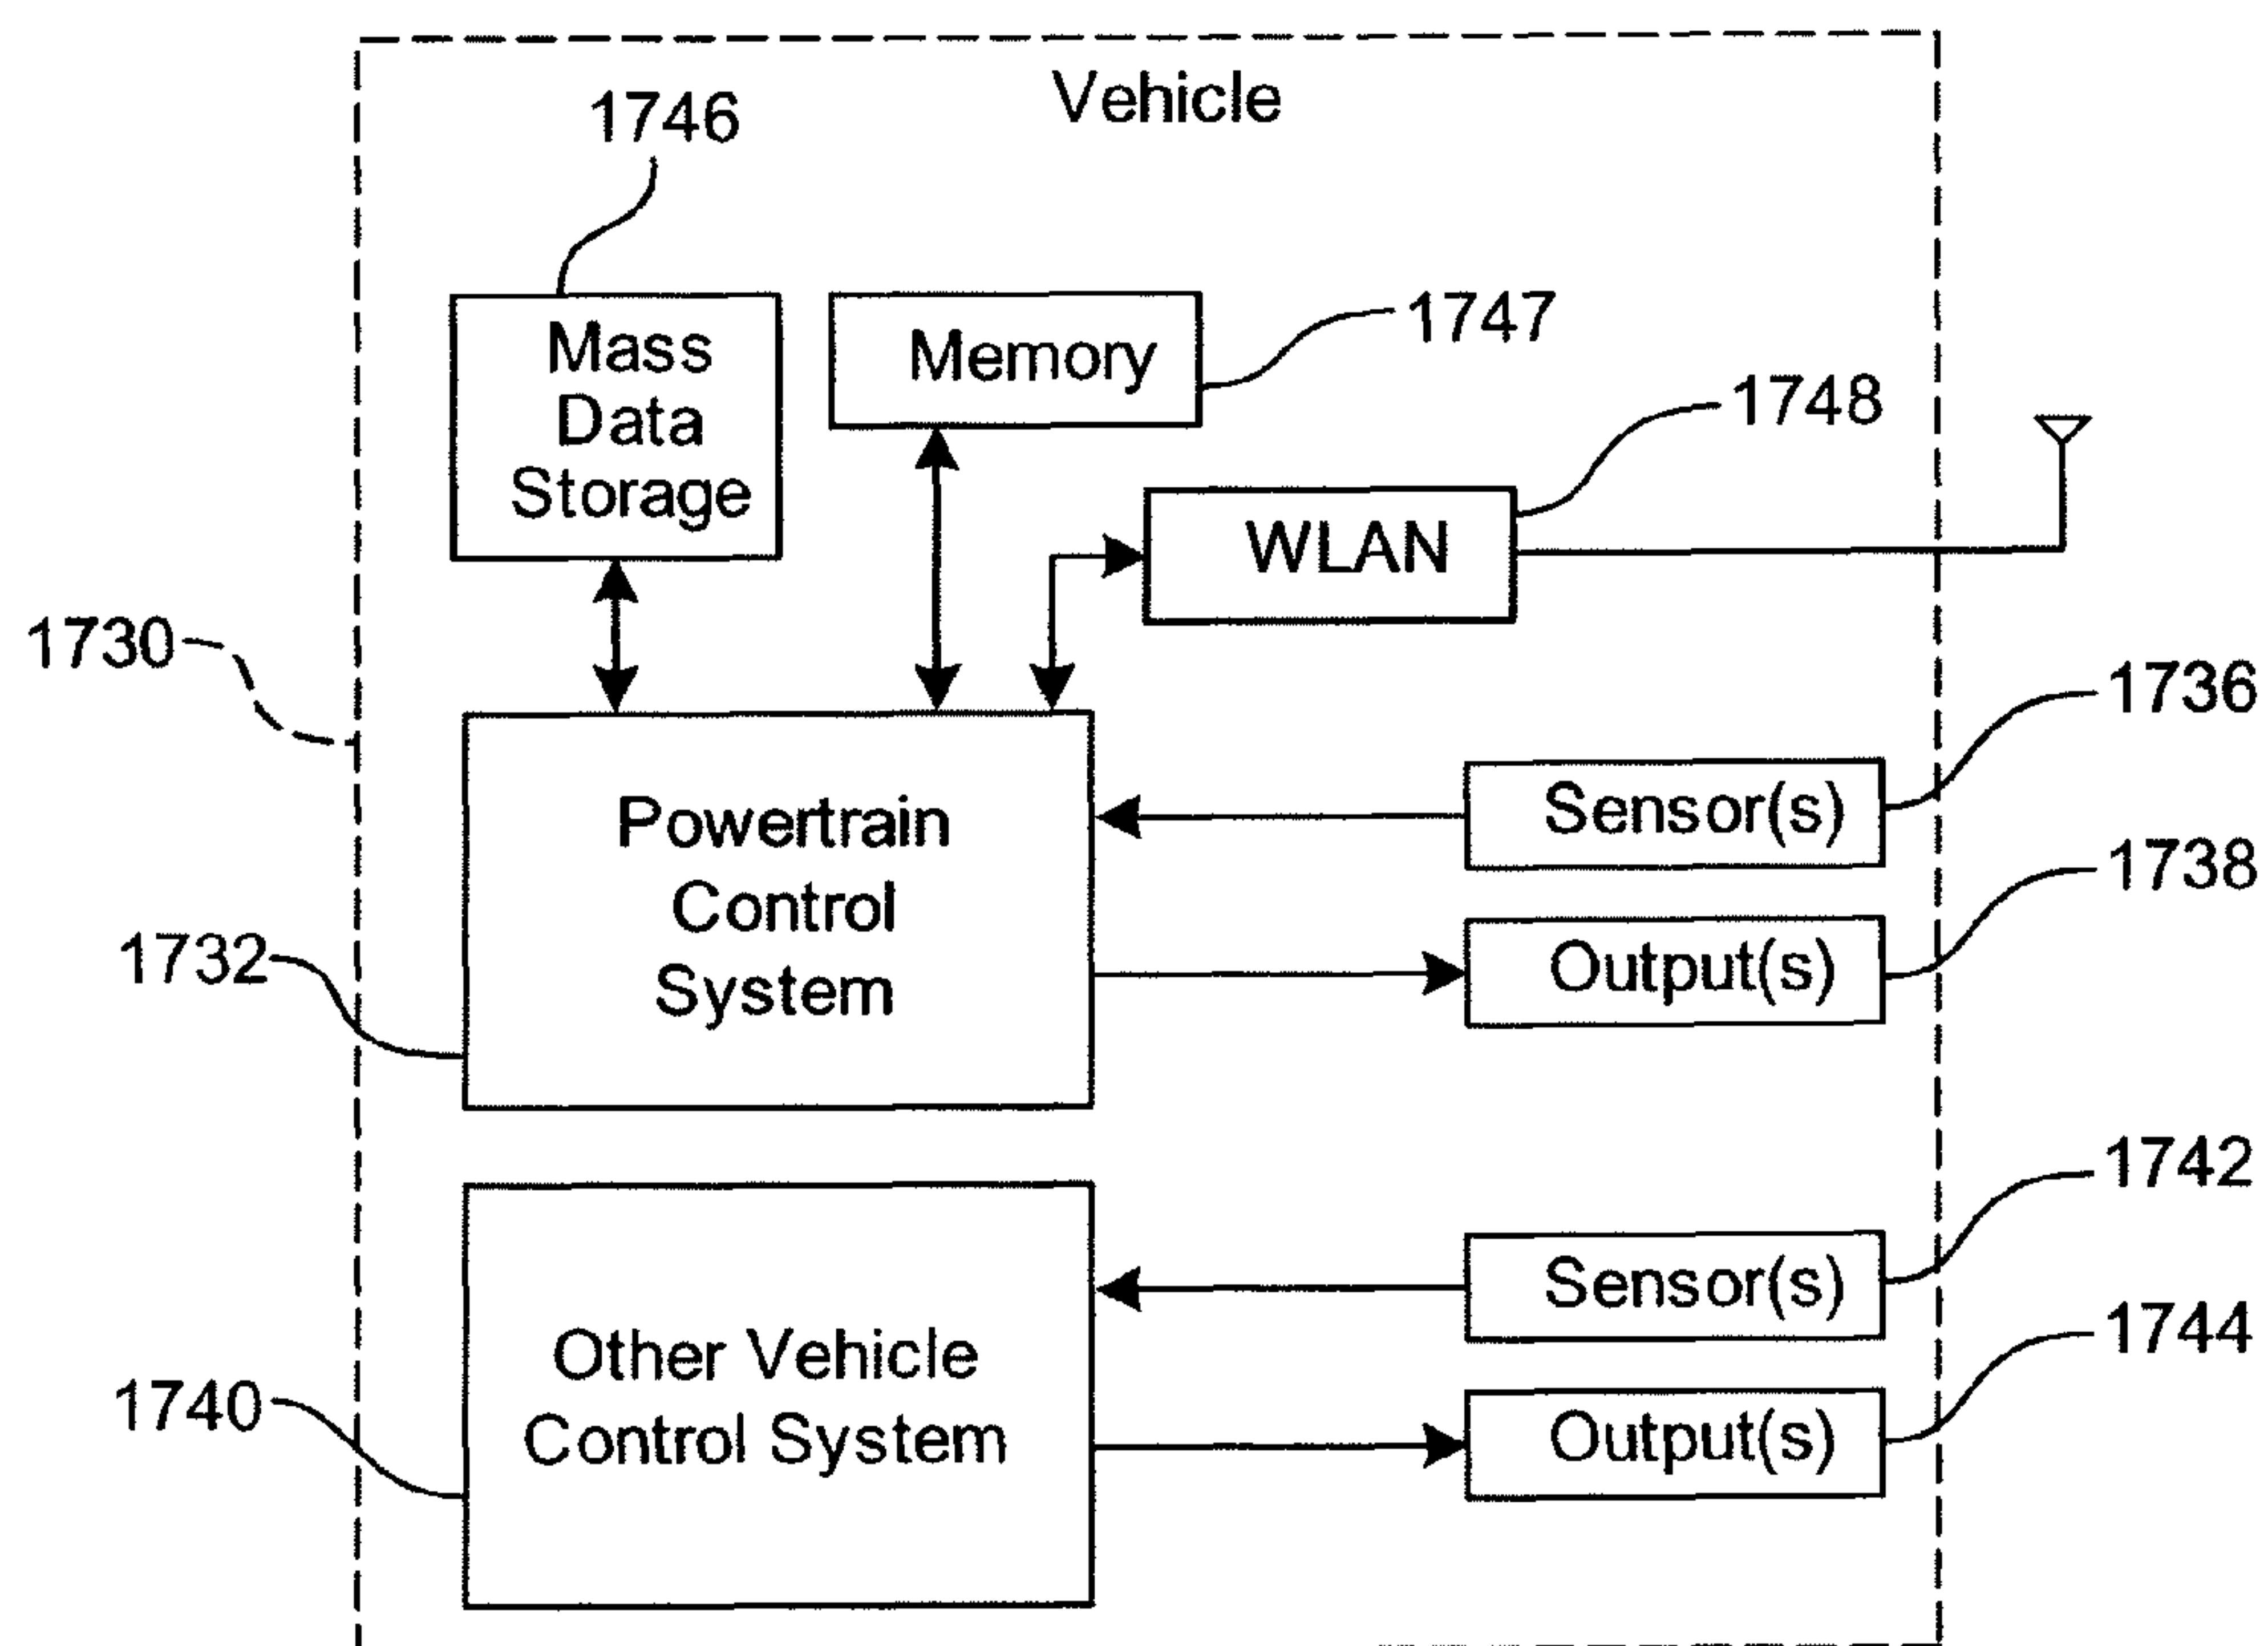 Vehicle
1746
Mass
Data
Storage
Memory
1747
1748
WLAN
1730
1736
Powertrain
Control
System
Sensor(s)
1738
1732
Output(s)
1742
Other Vehicle
Control System
Sensor(s)
1744
1740
Output(s)